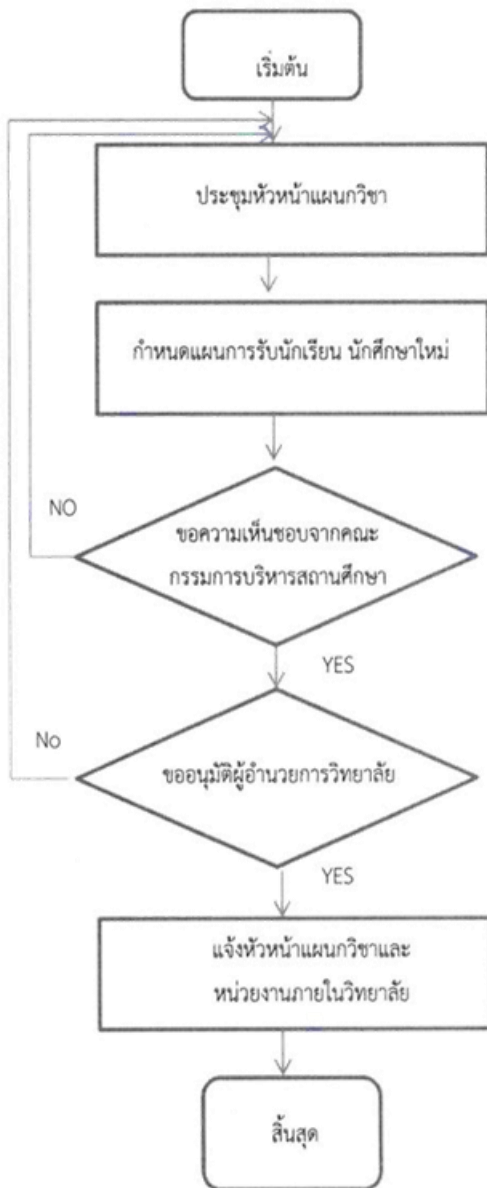 เริ่มต้น
ประชุมหัวหน้าแผนกวิชา
กำหนดแผนการรับนักเรียน นักศึกษาใหม่
NO
ขอความเห็นชอบจากคณะ
กรรมการบริหารสถานศึกษา
YES
No
ขออนุมัติผู้อำนวยการวิทยาลัย
YES
แจ้งหัวหน้าแผนกวิชาและ
หน่วยงานภายในวิทยาลัย
สิ้นสุด